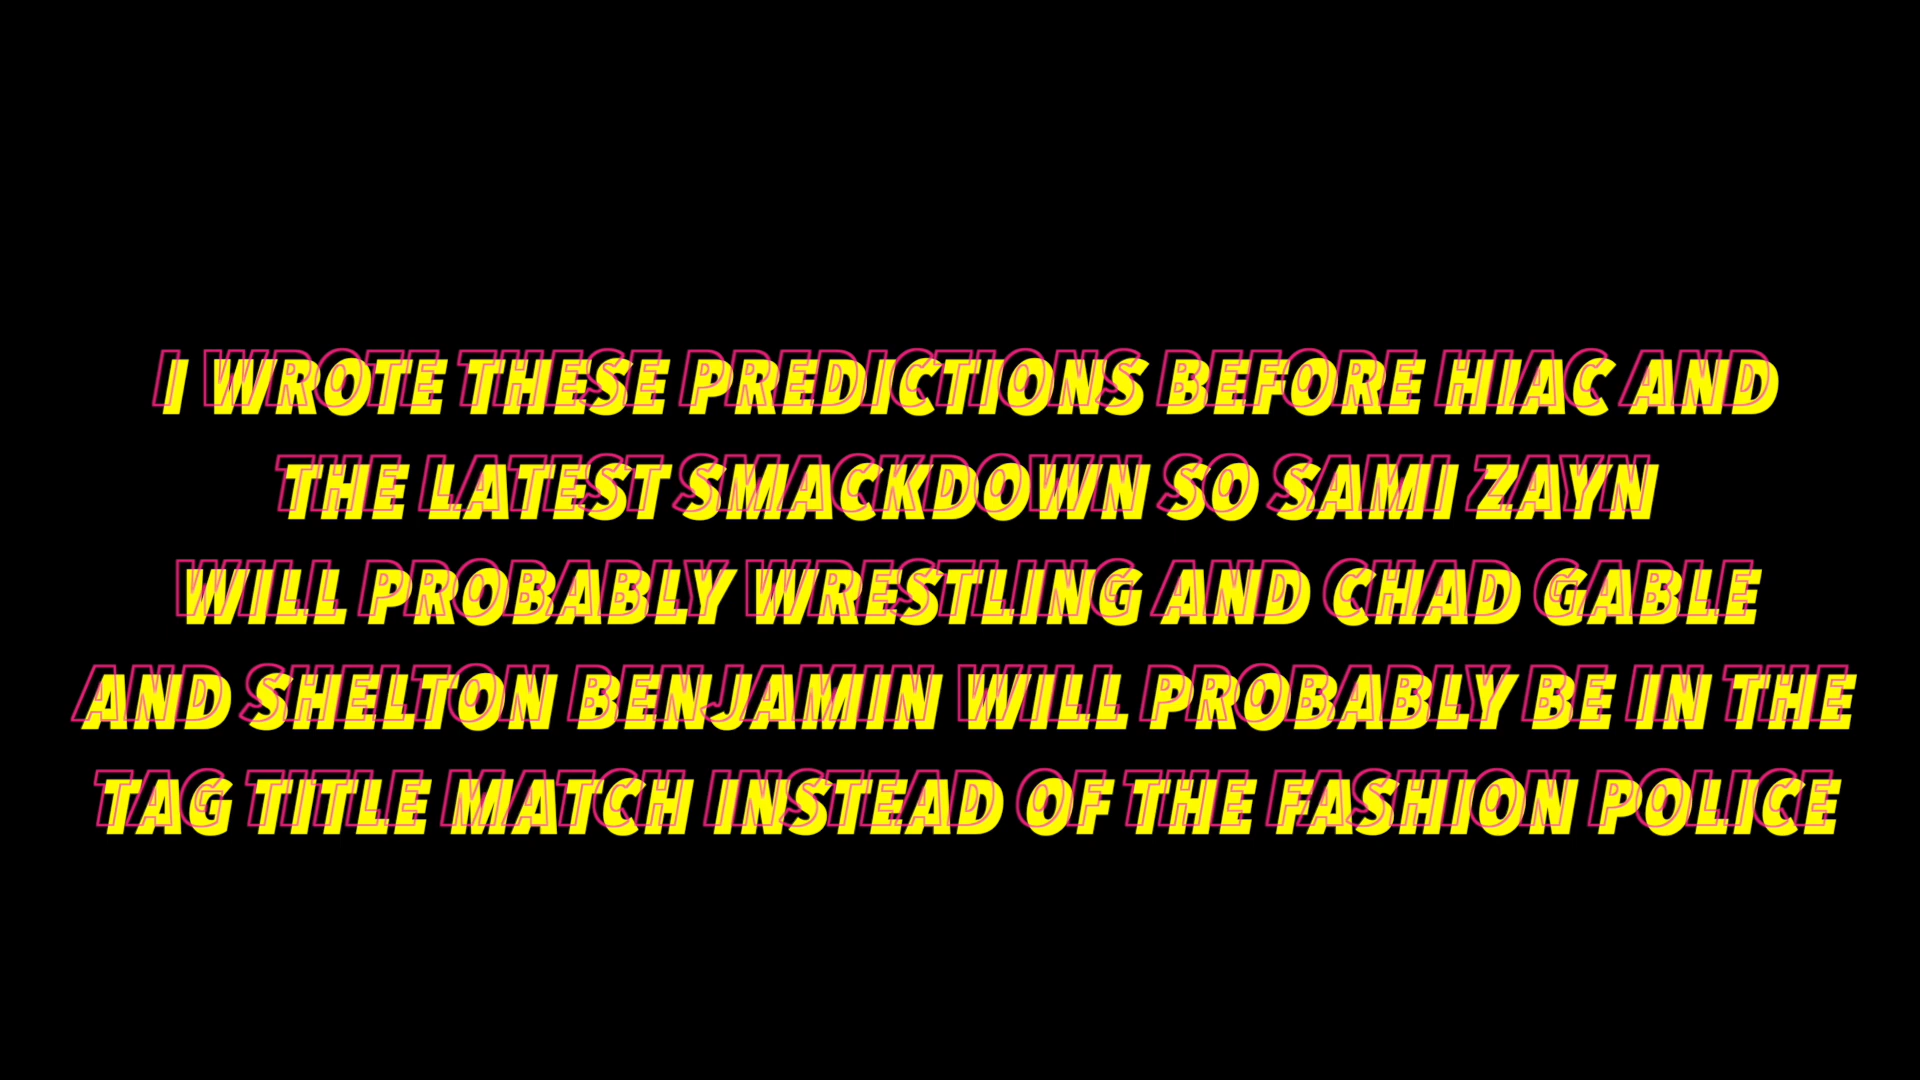 I WROTE THESE PREDICTIONS BEFORE HIAC AND
THE LATEST SMACKDOWN SO SAMI ZAYN
WILL PROBABLY WRESTLING AND CHAD GABLE
AND SHELTON BENJAMIN WILL PROBABLY BE IN THE
TAG TITLE MATCH INSTEAD OF THE FASHION POLICE